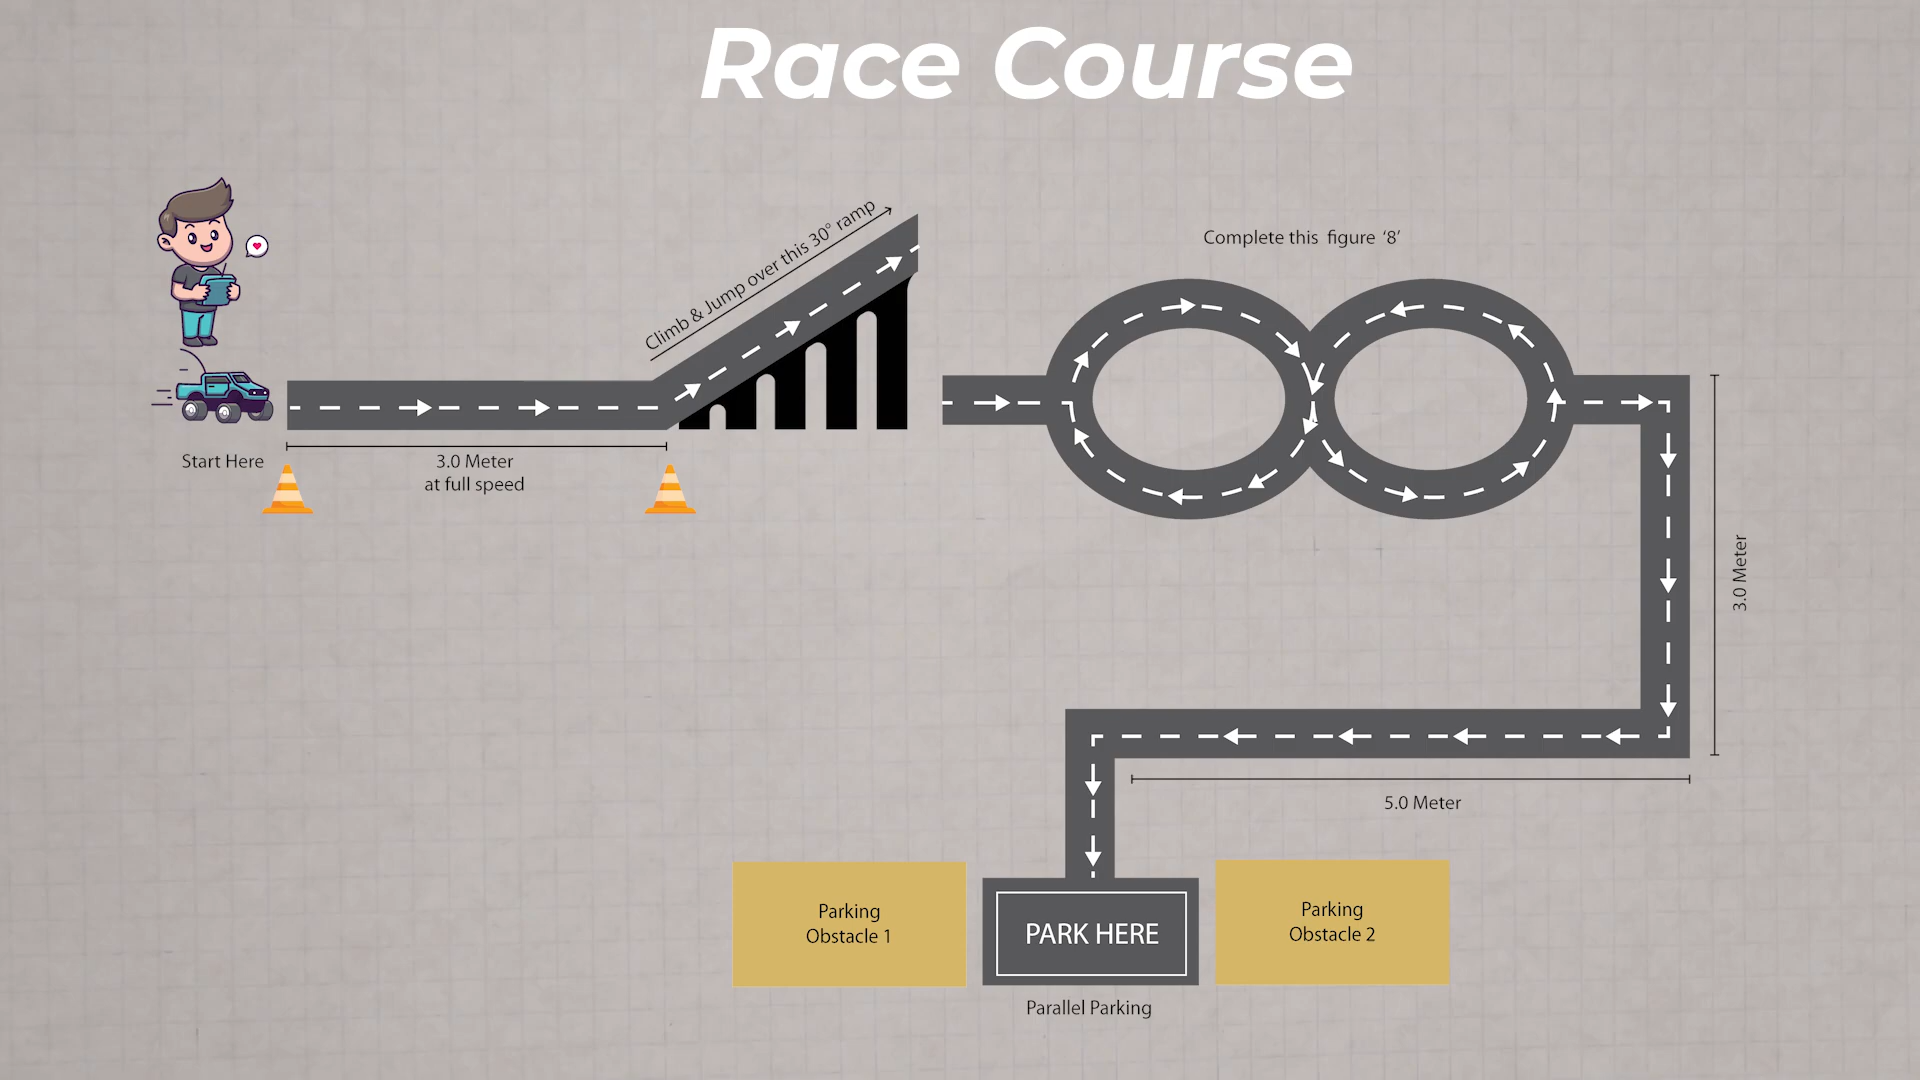 Race Course
Climb & Jump over this 30° ramp
Complete this figure ‘8’
Start Here
3.0 Meter
at full speed
3.0 Meter
5.0 Meter
Parking
Obstacle 1
PARK HERE
Parking
Obstacle 2
Parallel Parking